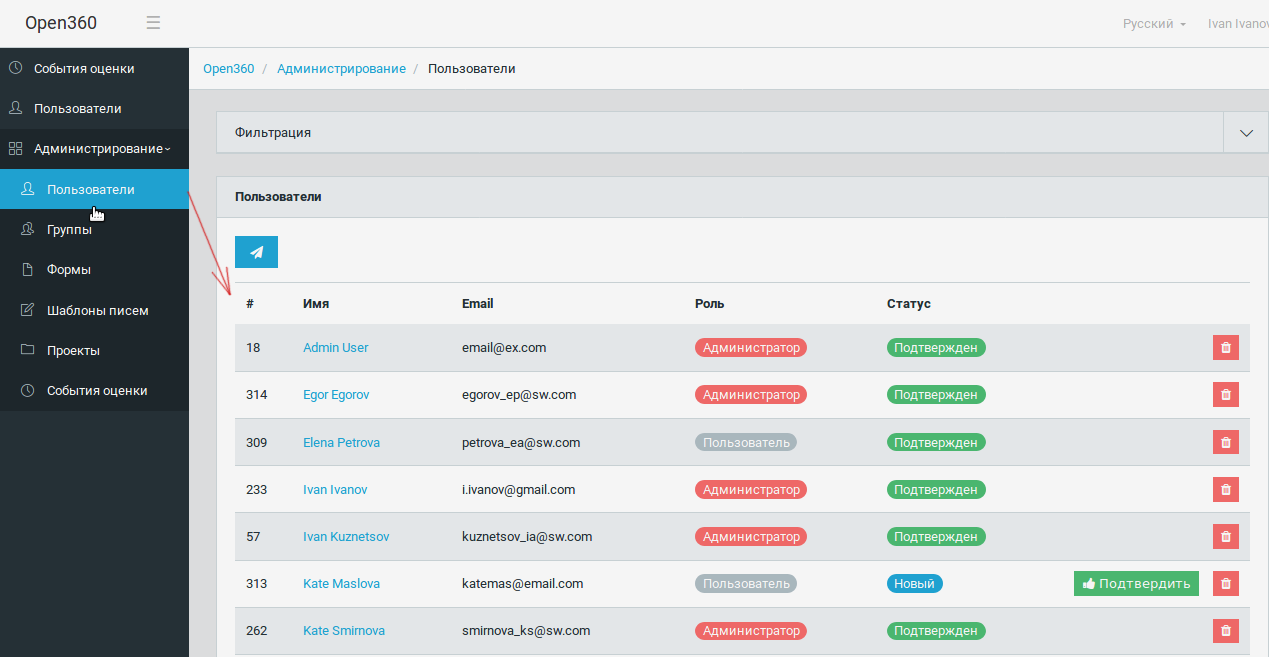 Open360
Русский Ivan Ivanov
События оценки
Пользователи
Администрирование
Пользователи
Группы
Формы
Шаблоны писем
Проекты
События оценки
Open360 / Администрирование / Пользователи
Фильтрация
Пользователи
# Имя Email Роль Статус
18 Admin User email@ex.com Администратор Подтвержден
314 Egor Egorov egorov_ep@sw.com Администратор Подтвержден
309 Elena Petrova petrova_ea@sw.com Пользователь Подтвержден
233 Ivan Ivanov i.ivanov@gmail.com Администратор Подтвержден
57 Ivan Kuznetsov kuznetsov_ia@sw.com Администратор Подтвержден
313 Kate Maslova katemas@email.com Пользователь Новый Подтвердить
262 Kate Smirnova smirnova_ks@sw.com Администратор Подтвержден